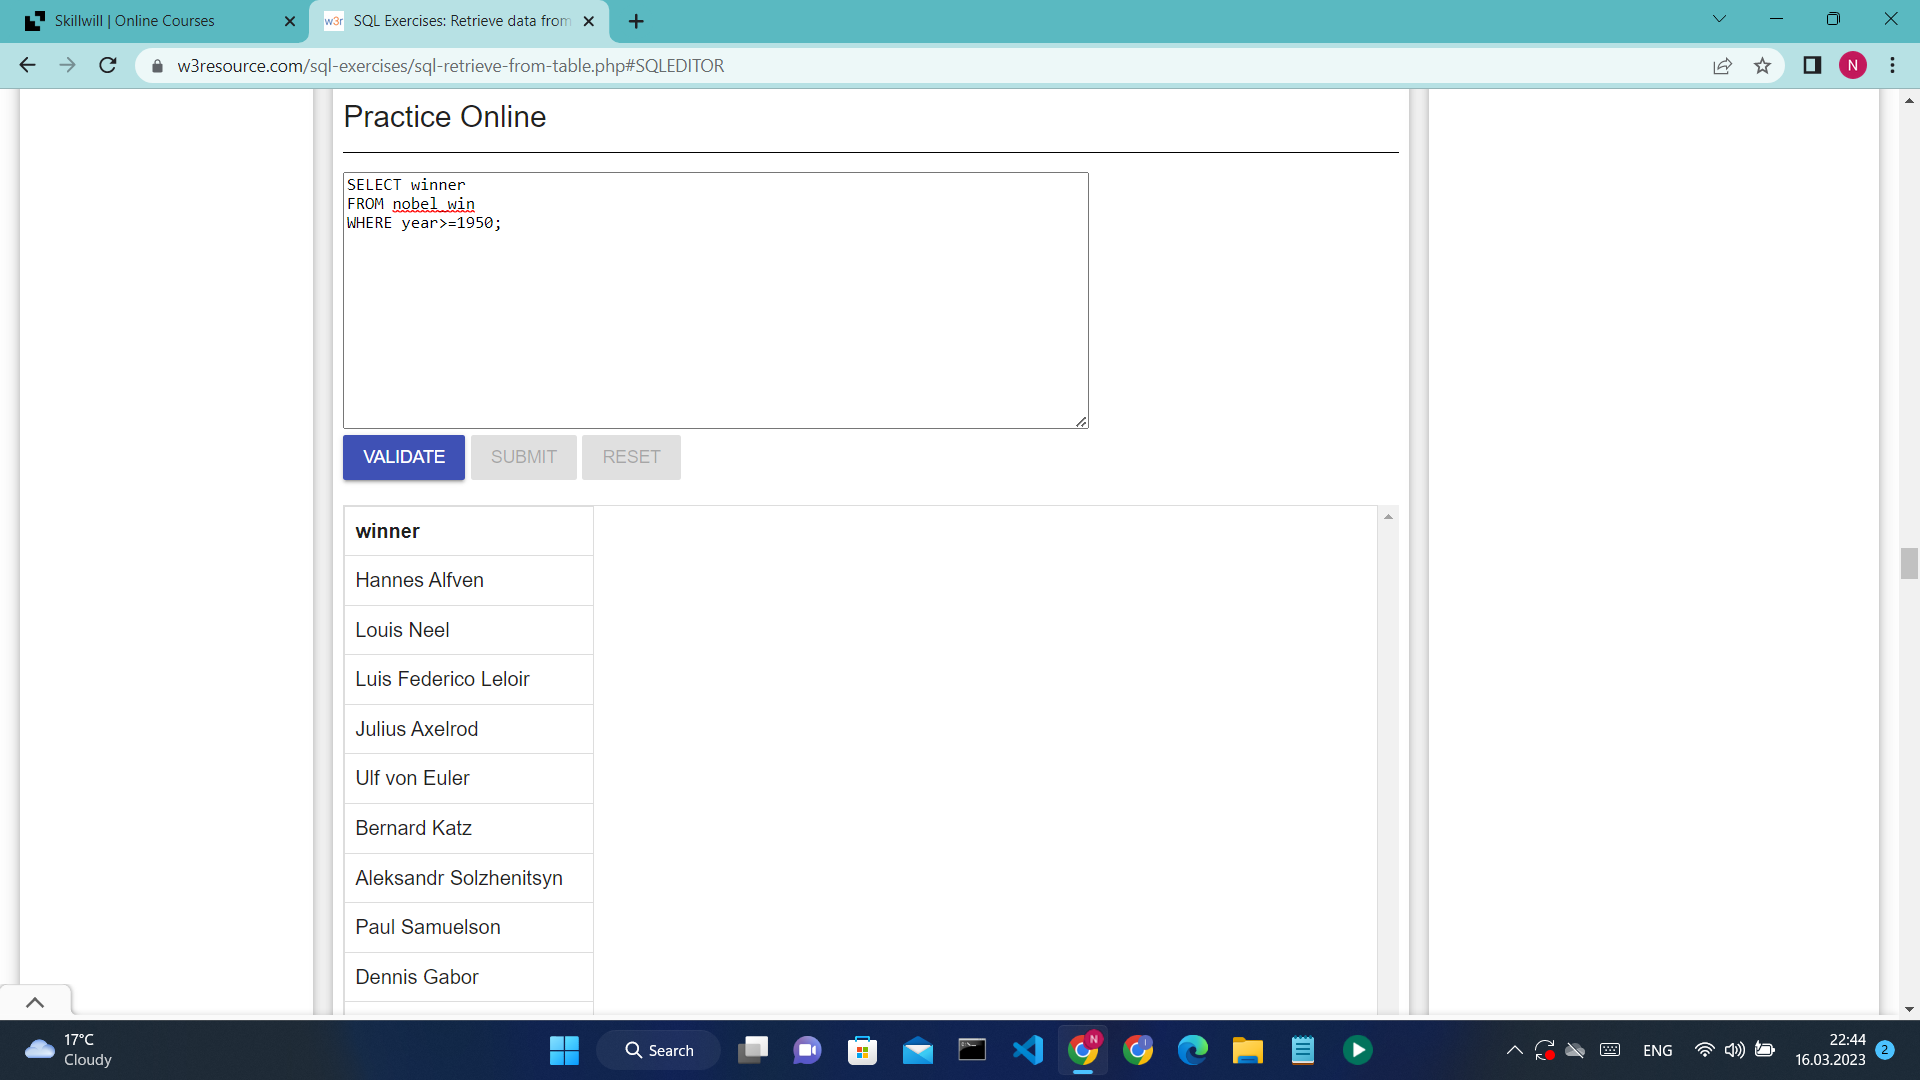 Skillwill | Online Courses
w3r SQL Exercises: Retrieve data from
w3resource.com/sql-exercises/sql-retrieve-from-table.php#SQLEDITOR
N
Practice Online
SELECT winner
FROM nobel_win
WHERE year>=1950;
VALIDATE SUBMIT RESET
winner
Hannes Alfven
Louis Neel
Luis Federico Leloir
Julius Axelrod
Ulf von Euler
Bernard Katz
Aleksandr Solzhenitsyn
Paul Samuelson
Dennis Gabor
17°C
Cloudy
Search
N
ENG
22:44
16.03.2023
2